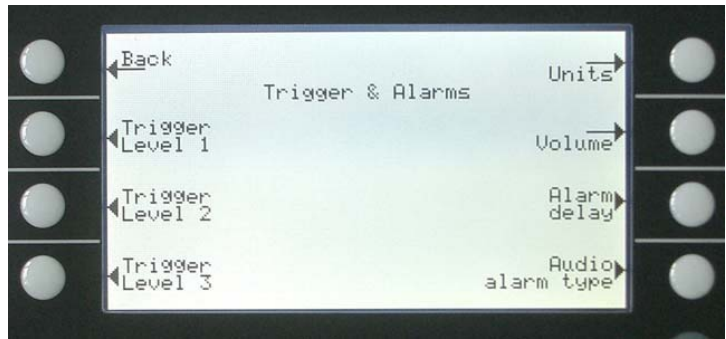 Back
Units
Trigger & Alarms
Trigger
Level 1
Volume
Trigger
Level 2
Alarm
delay
Trigger
Level 3
Audio
alarm type